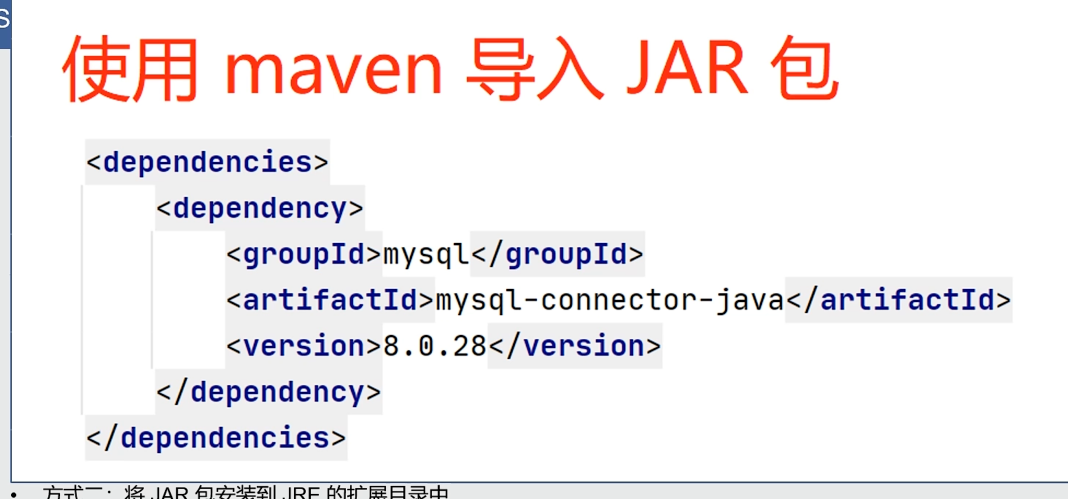 S
使用 maven 导入 JAR 包
<dependencies>
<dependency>
<groupId>mysql</groupId>
<artifactId>mysql-connector-java</artifactId>
<version>8.0.28</version>
</dependency>
</dependencies>
• 方式二：将 JAR 包安装到 JRE 的扩展目录中